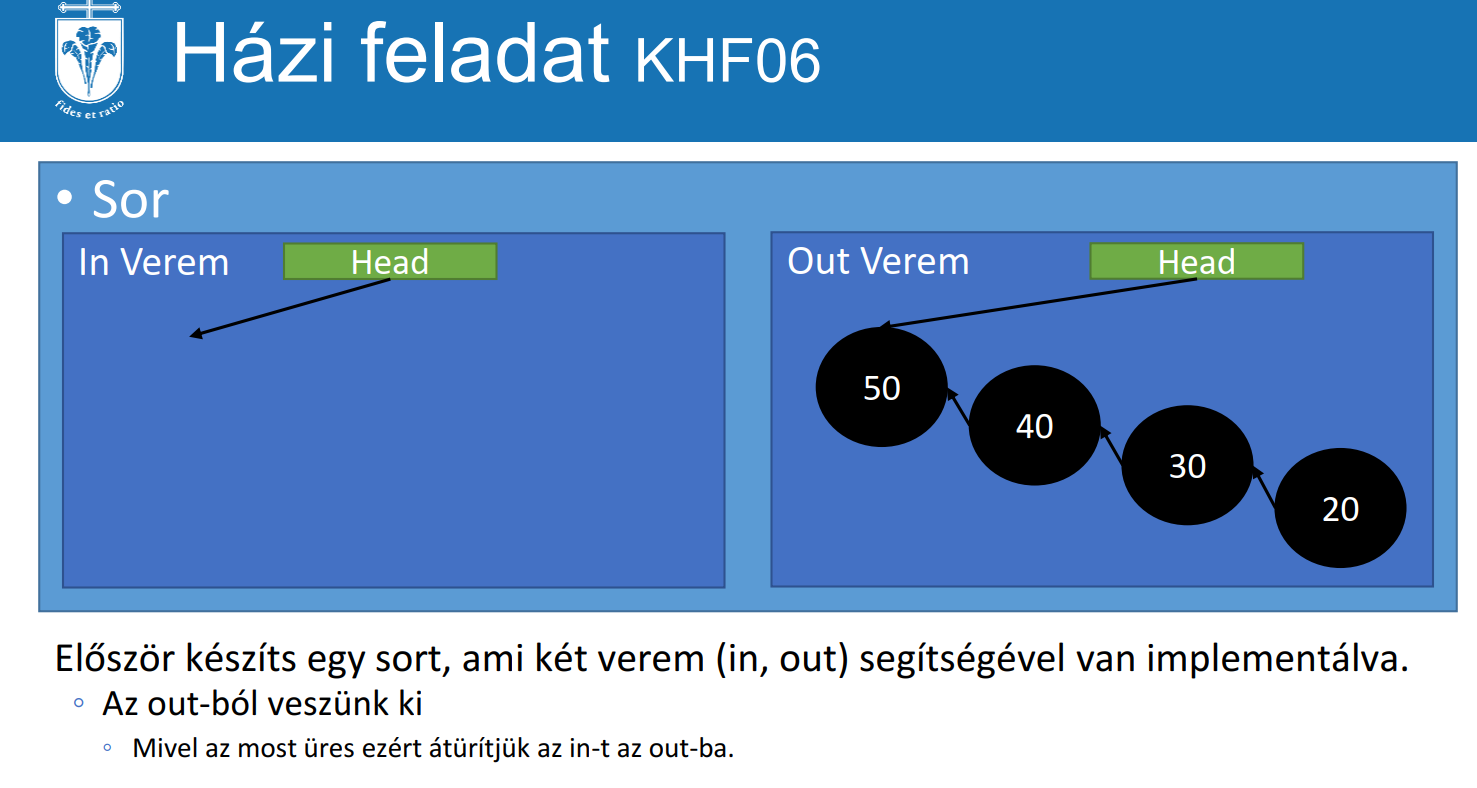 fides et ratio
Házi feladat KHF06
• Sor
In Verem
Head
Out Verem
Head
50
40
30
20
Először készíts egy sort, ami két verem (in, out) segítségével van implementálva.
◦ Az out-ból veszünk ki
◦ Mivel az most üres ezért átürítjük az in-t az out-ba.